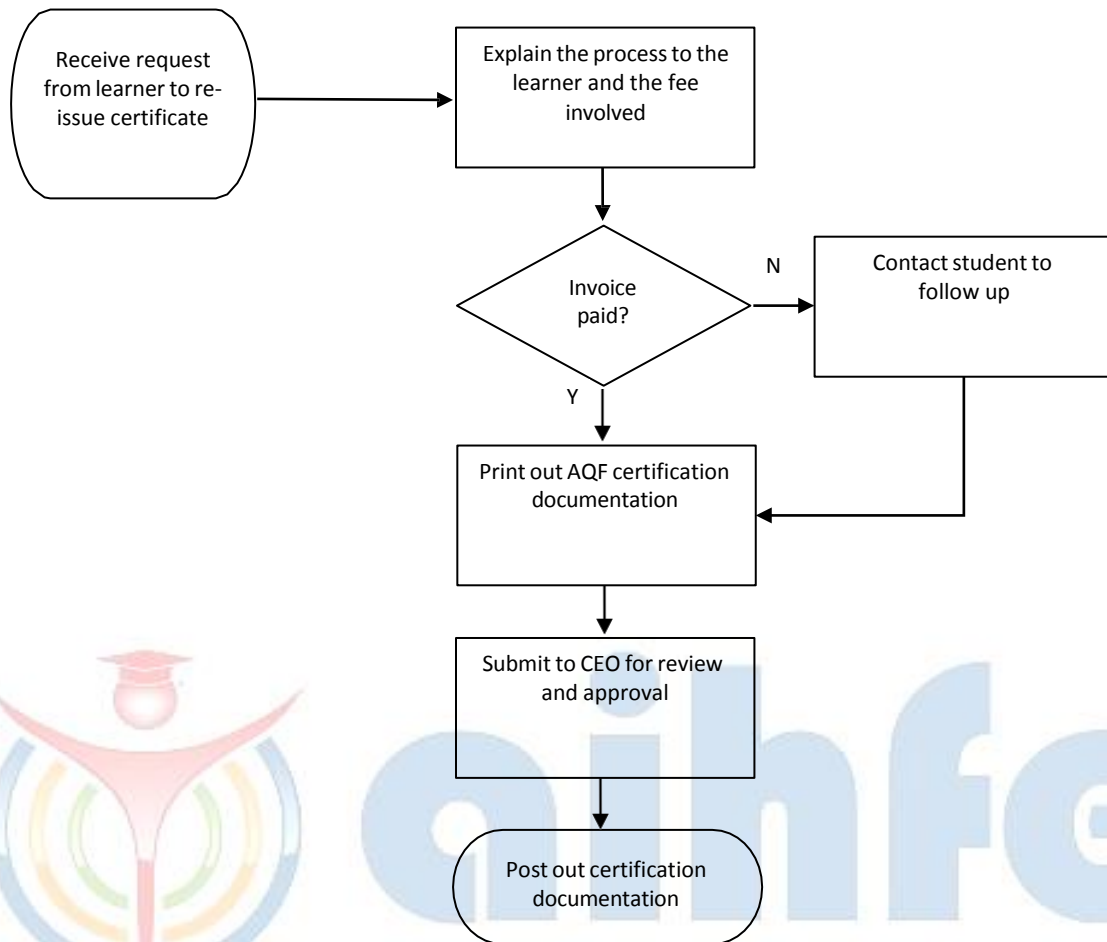 Receive request
from learner to re-
issue certificate
Explain the process to the
learner and the fee
involved
Invoice
paid?
N
Contact student to
follow up
Y
Print out AQF certification
documentation
Submit to CEO for review
and approval
Post out certification
documentation
aihfe